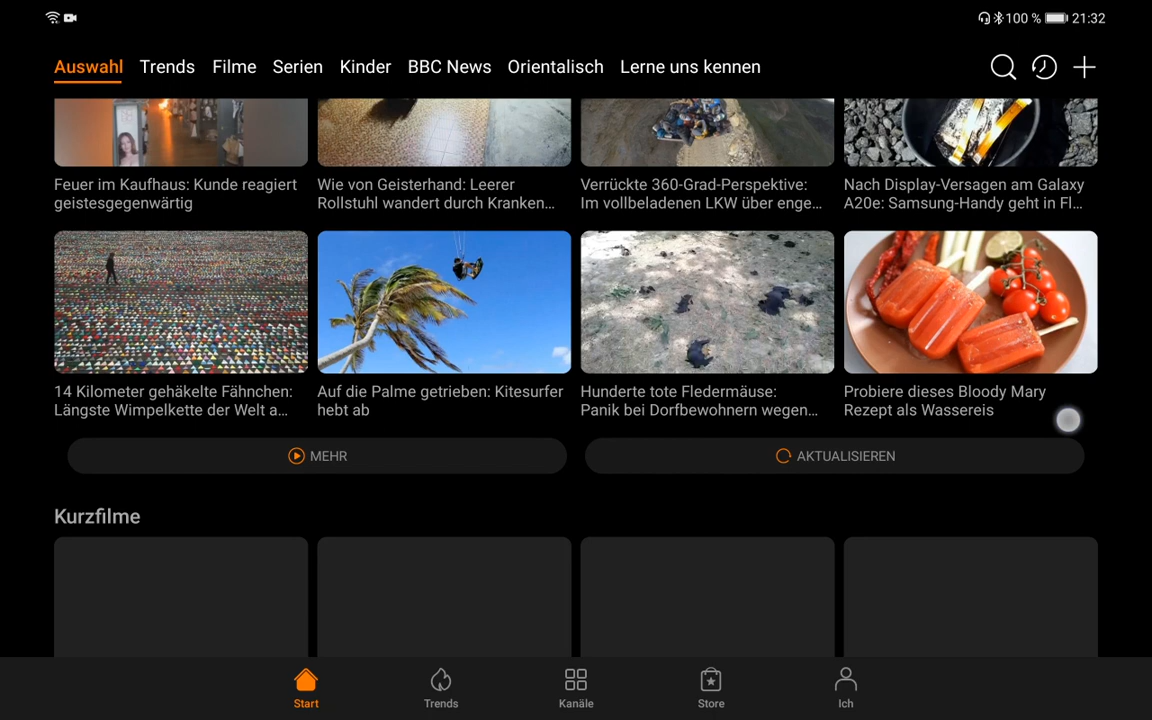 100 % 21:32
Auswahl Trends Filme Serien Kinder BBC News Orientalisch Lerne uns kennen
Feuer im Kaufhaus: Kunde reagiert
geistesgegenwärtig
Wie von Geisterhand: Leerer
Rollstuhl wandert durch Kranken...
Verrückte 360-Grad-Perspektive:
Im vollbeladenen LKW über enge...
Nach Display-Versagen am Galaxy
A20e: Samsung-Handy geht in Fl...
14 Kilometer gehäkelte Fähnchen:
Längste Wimpelkette der Welt a...
Auf die Palme getrieben: Kitesurfer
hebt ab
Hunderte tote Fledermäuse:
Panik bei Dorfbewohnern wegen...
Probiere dieses Bloody Mary
Rezept als Wassereis
MEHR
AKTUALISIEREN
Kurzfilme
Start Trends Kanäle Store Ich